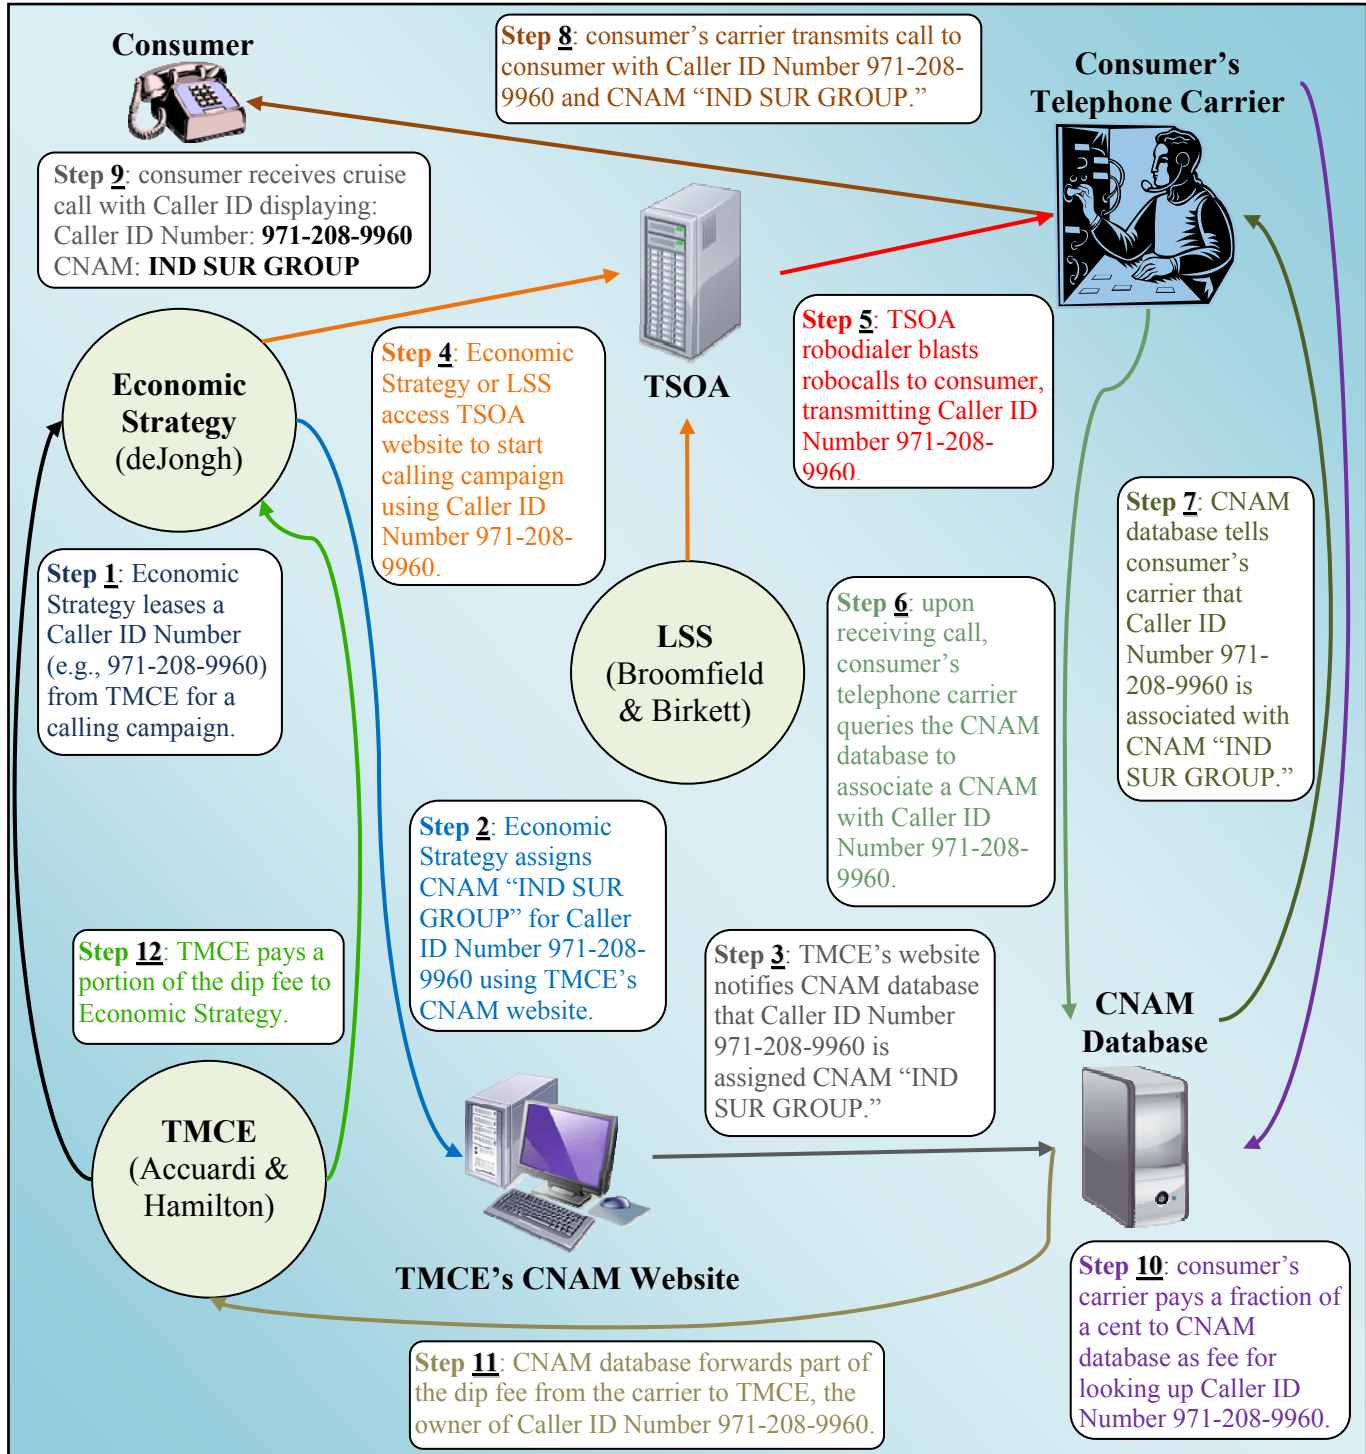 Consumer
Step 8: consumer’s carrier transmits call to
consumer with Caller ID Number 971-208-
9960 and CNAM “IND SUR GROUP.”
Consumer’s
Telephone Carrier
Step 9: consumer receives cruise
call with Caller ID displaying:
Caller ID Number: 971-208-9960
CNAM: IND SUR GROUP
Economic
Strategy
(deJongh)
Step 4: Economic
Strategy or LSS
access TSOA
website to start
calling campaign
using Caller ID
Number 971-208-
9960.
TSOA
Step 5: TSOA
robodialer blasts
robocalls to consumer,
transmitting Caller ID
Number 971-208-
9960.
Step 7: CNAM
database tells
consumer’s
carrier that
Caller ID
Number 971-
208-9960 is
associated with
CNAM “IND
SUR GROUP.”
Step 1: Economic
Strategy leases a
Caller ID Number
(e.g., 971-208-9960)
from TMCE for a
calling campaign.
LSS
(Broomfield
& Birkett)
Step 6: upon
receiving call,
consumer’s
telephone carrier
queries the CNAM
database to
associate a CNAM
with Caller ID
Number 971-208-
9960.
Step 2: Economic
Strategy assigns
CNAM “IND SUR
GROUP” for Caller
ID Number 971-208-
9960 using TMCE’s
CNAM website.
Step 12: TMCE pays a
portion of the dip fee to
Economic Strategy.
Step 3: TMCE’s website
notifies CNAM database
that Caller ID Number
971-208-9960 is
assigned CNAM “IND
SUR GROUP.”
CNAM
Database
TMCE
(Accuardi &
Hamilton)
TMCE’s CNAM Website
Step 10: consumer’s
carrier pays a fraction of
a cent to CNAM
database as fee for
looking up Caller ID
Number 971-208-9960.
Step 11: CNAM database forwards part of
the dip fee from the carrier to TMCE, the
owner of Caller ID Number 971-208-9960.